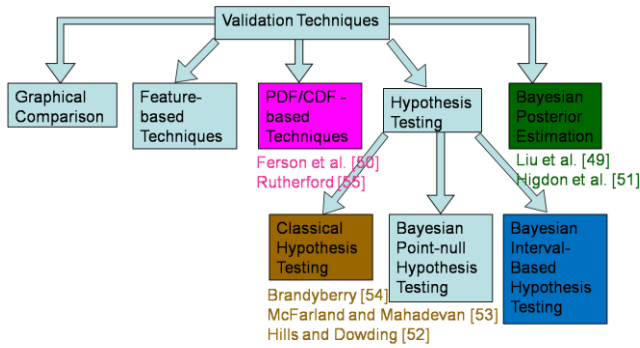 Validation Techniques
Graphical
Comparison
Feature-
based
Techniques
PDF/CDF -
based
Techniques
Hypothesis
Testing
Bayesian
Posterior
Estimation
Ferson et al. [50]
Rutherford [55]
Liu et al. [49]
Higdon et al. [51]
Classical
Hypothesis
Testing
Bayesian
Point-null
Hypothesis
Testing
Bayesian
Interval-
Based
Hypothesis
Testing
Brandyberry [54]
McFarland and Mahadevan [53]
Hills and Dowding [52]